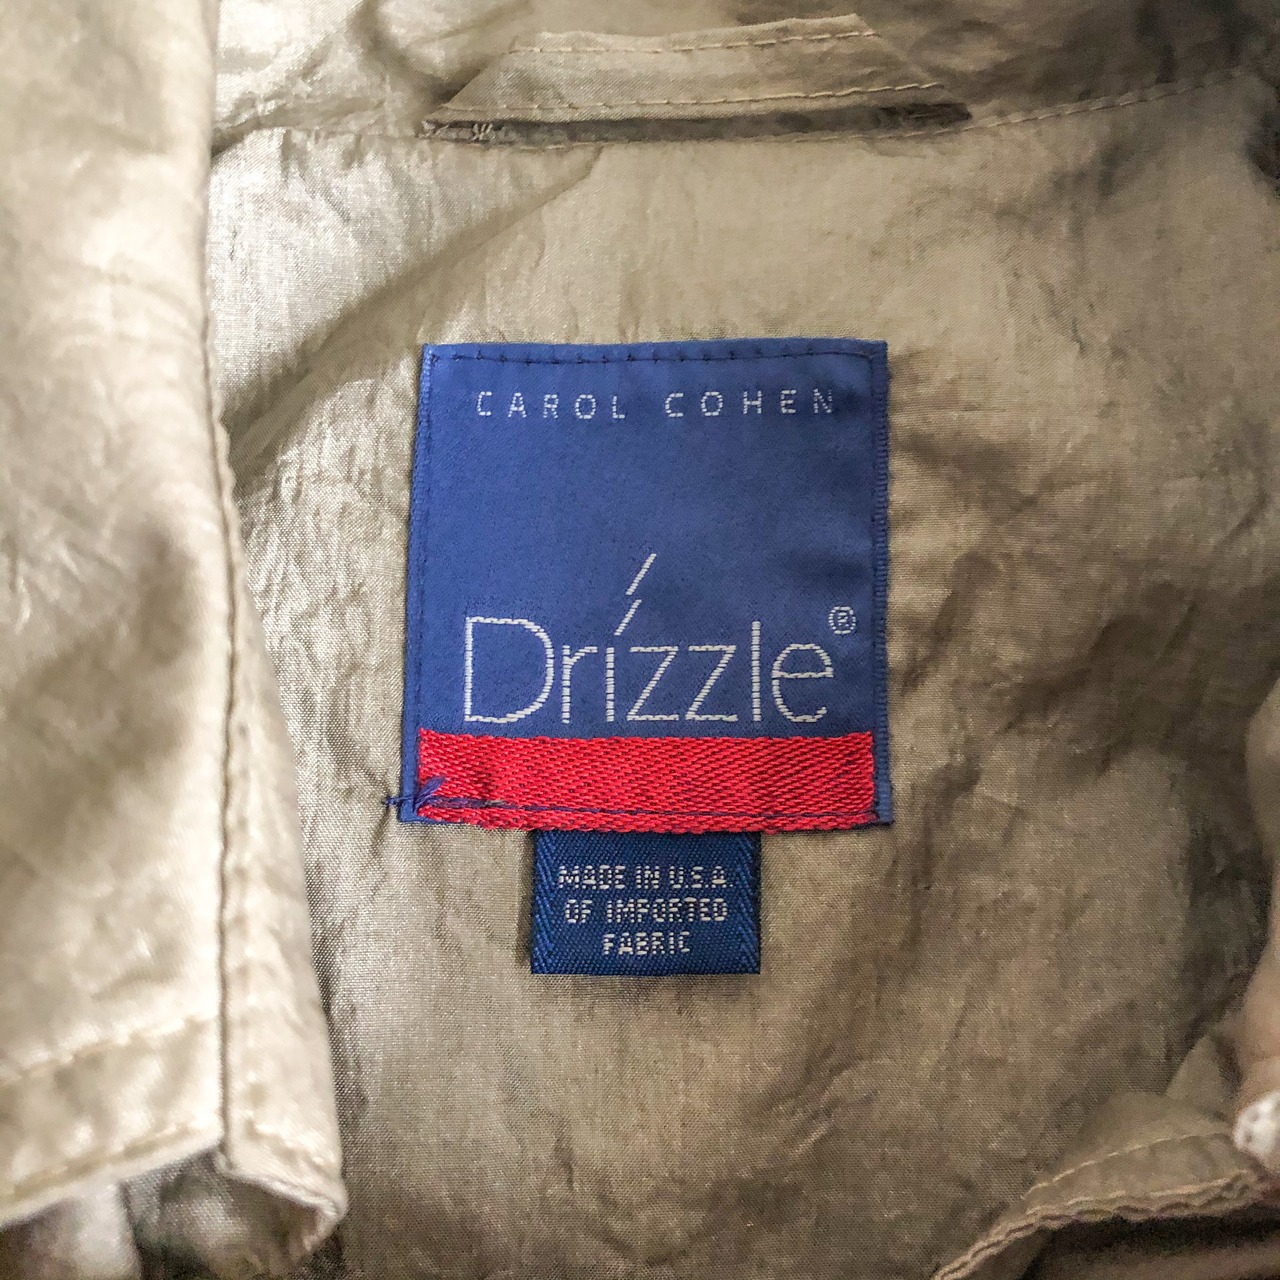 CAROL COHEN
Drizzle®
MADE IN U.S.A.
OF IMPORTED
FABRIC